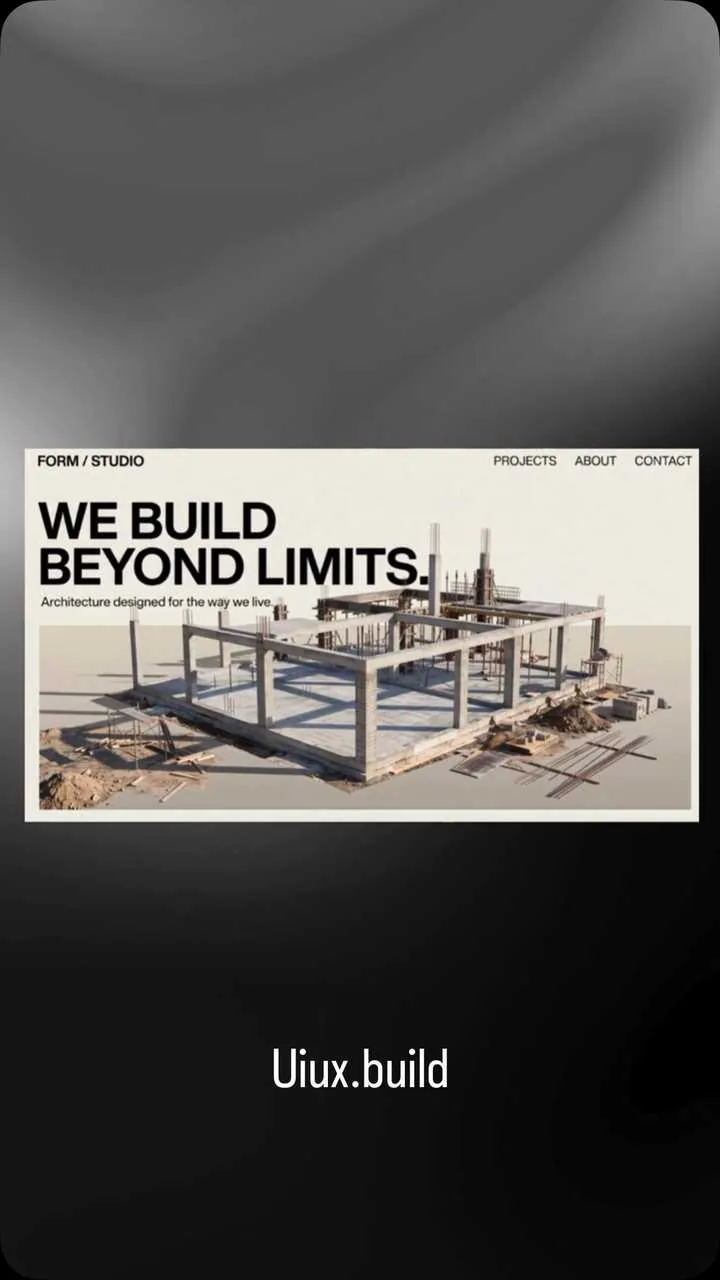 FORM / STUDIO
PROJECTS ABOUT CONTACT
WE BUILD
BEYOND LIMITS.
Architecture designed for the way we live.
Uiux.build